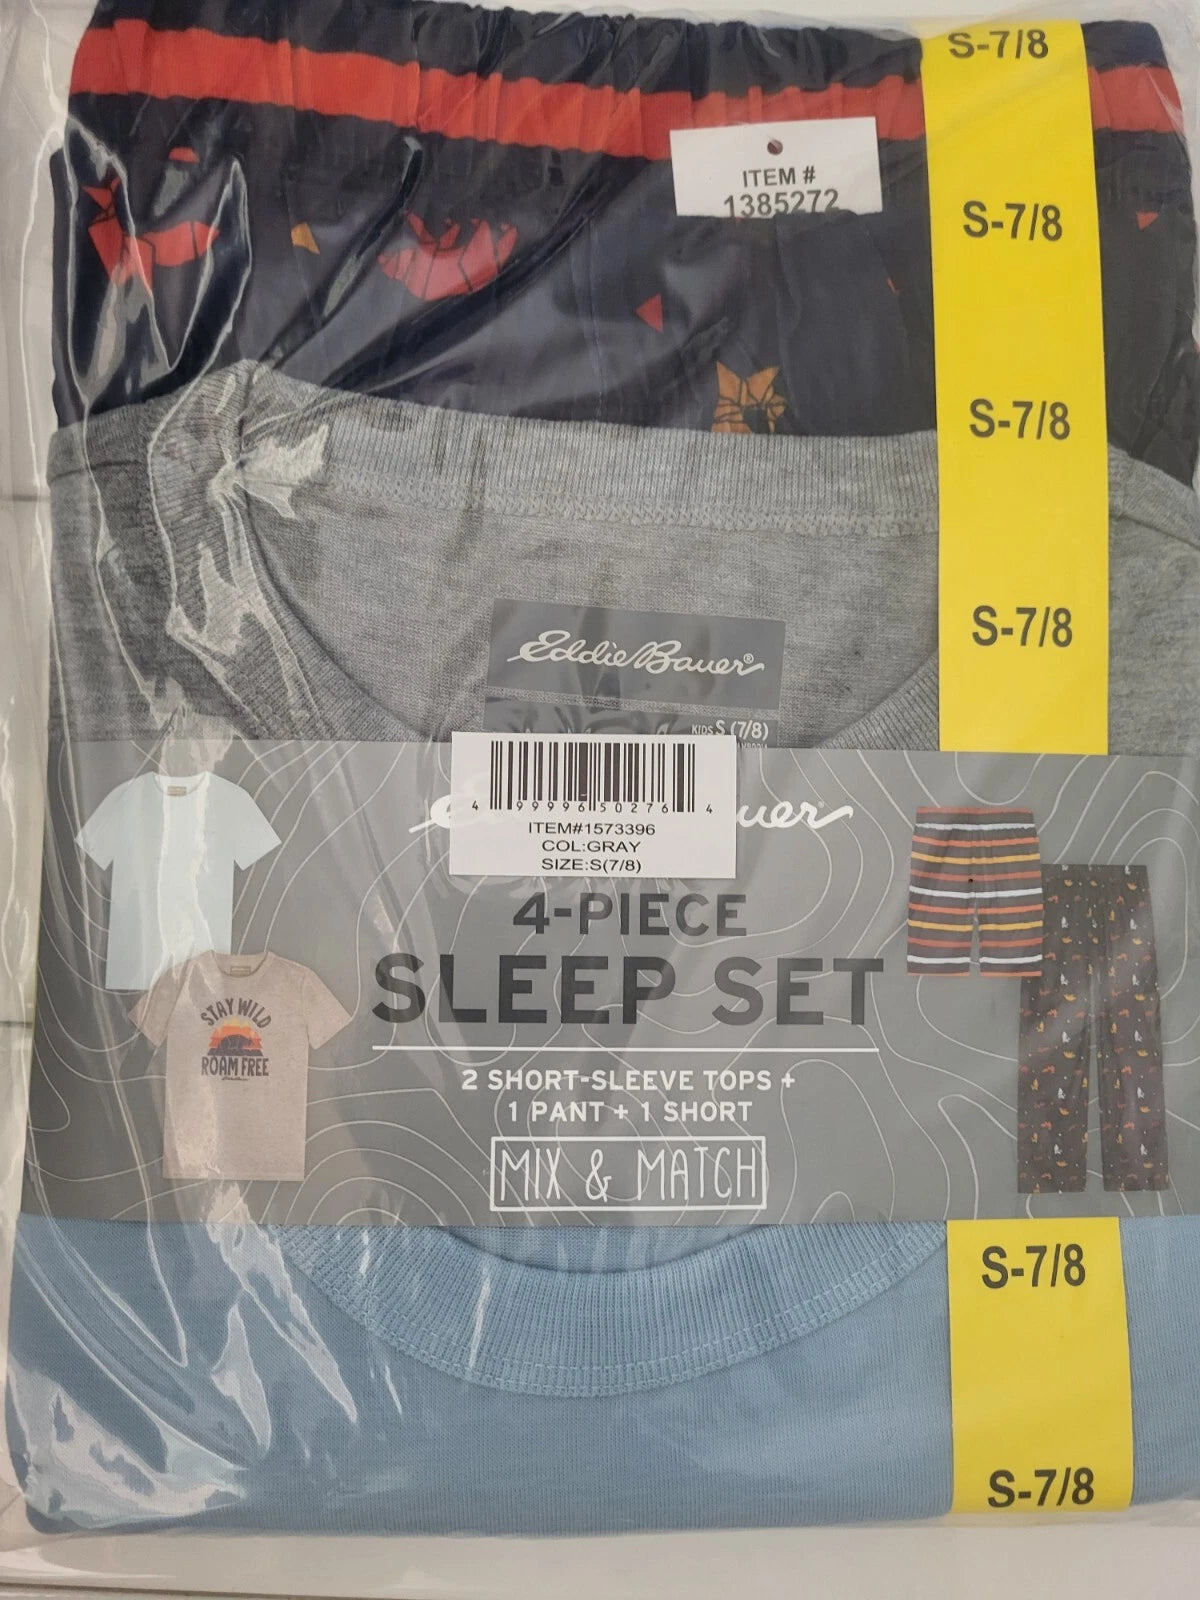 S-7/8
ITEM #
1385272
S-7/8
S-7/8
S-7/8
Eddie Bauer®
KIDS S (7/8)
4 99996 50276 4
ITEM#1573396
COL:GRAY
SIZE:S(7/8)
4-PIECE
SLEEP SET
2 SHORT-SLEEVE TOPS +
1 PANT + 1 SHORT
MIX & MATCH
STAY WILD
ROAM FREE
S-7/8
S-7/8